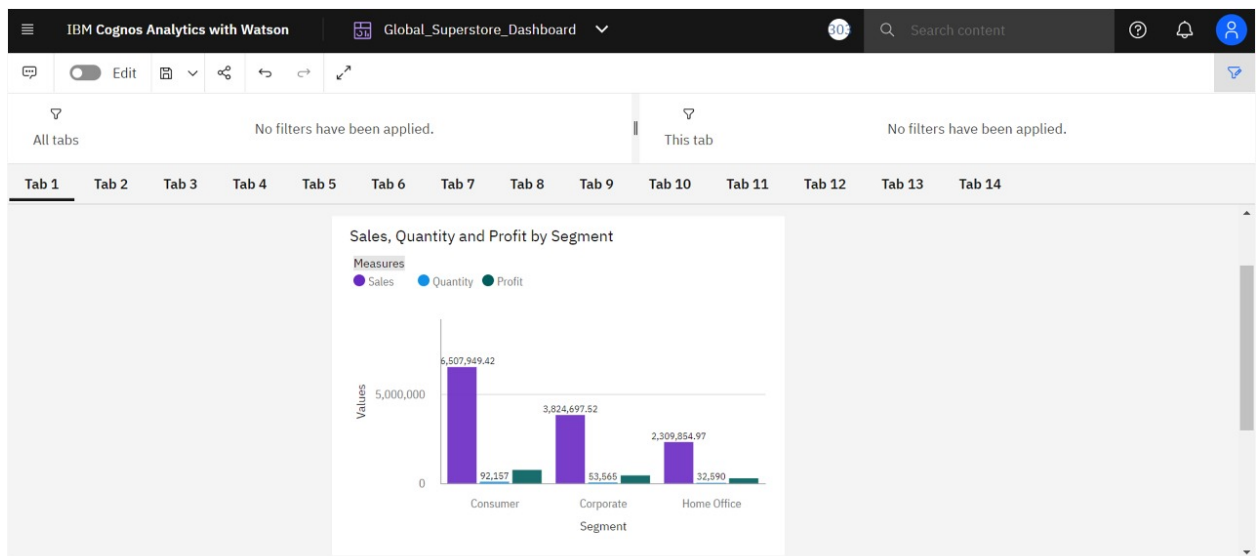 IBM Cognos Analytics with Watson
Global_Superstore_Dashboard
303
Search content
Edit
All tabs
No filters have been applied.
This tab
No filters have been applied.
Tab 1 Tab 2 Tab 3 Tab 4 Tab 5 Tab 6 Tab 7 Tab 8 Tab 9 Tab 10 Tab 11 Tab 12 Tab 13 Tab 14
Sales, Quantity and Profit by Segment
Measures
Sales Quantity Profit
6,507,949.42
5,000,000
3,824,697.52
2,309,854.97
Values
92,157
53,565
32,590
0
Consumer Corporate Home Office
Segment